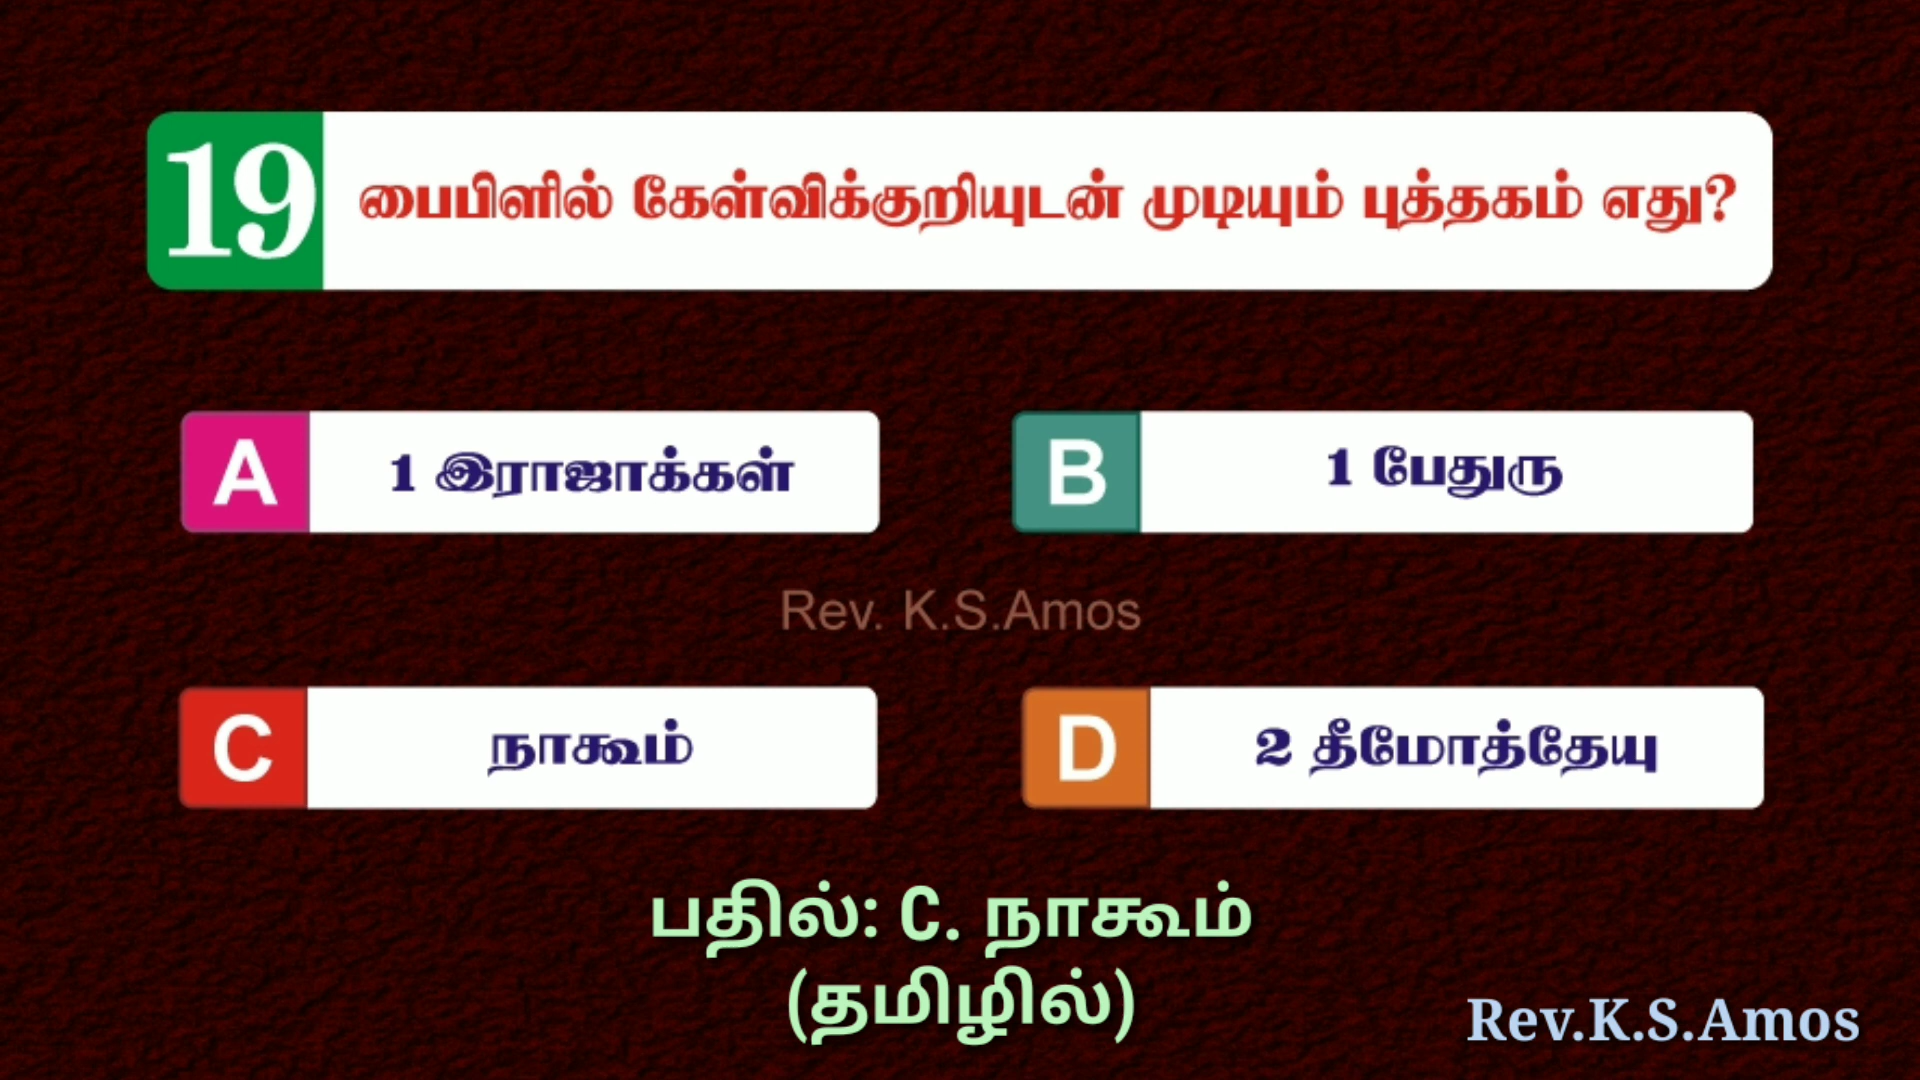 19 பைபிளில் கேள்விக்குறியுடன் முடியும் புத்தகம் எது?
A 1 இராஜாக்கள்
B 1 பேதுரு
Rev. K.S.Amos
C நாகூம்
D 2 தீமோத்தேயு
பதில்: C. நாகூம்
(தமிழில்)
Rev.K.S.Amos